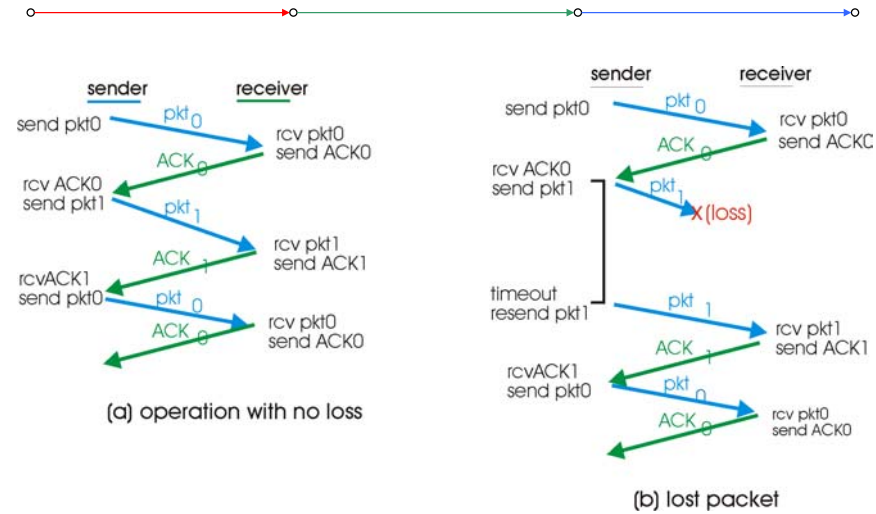 sender
receiver
send pkt0
pkt 0
rcv pkt0
send ACK0
ACK 0
rcv ACK0
send pkt1
pkt 1
rcv pkt1
send ACK1
ACK 1
rcvACK1
send pkt0
pkt 0
rcv pkt0
send ACK0
ACK 0
(a) operation with no loss
sender
receiver
send pkt0
pkt 0
rcv pkt0
send ACK0
ACK 0
rcv ACK0
send pkt1
pkt 1
X (loss)
timeout
resend pkt1
pkt 1
rcv pkt1
send ACK1
ACK 1
rcvACK1
send pkt0
pkt 0
rcv pkt0
send ACK0
ACK 0
(b) lost packet